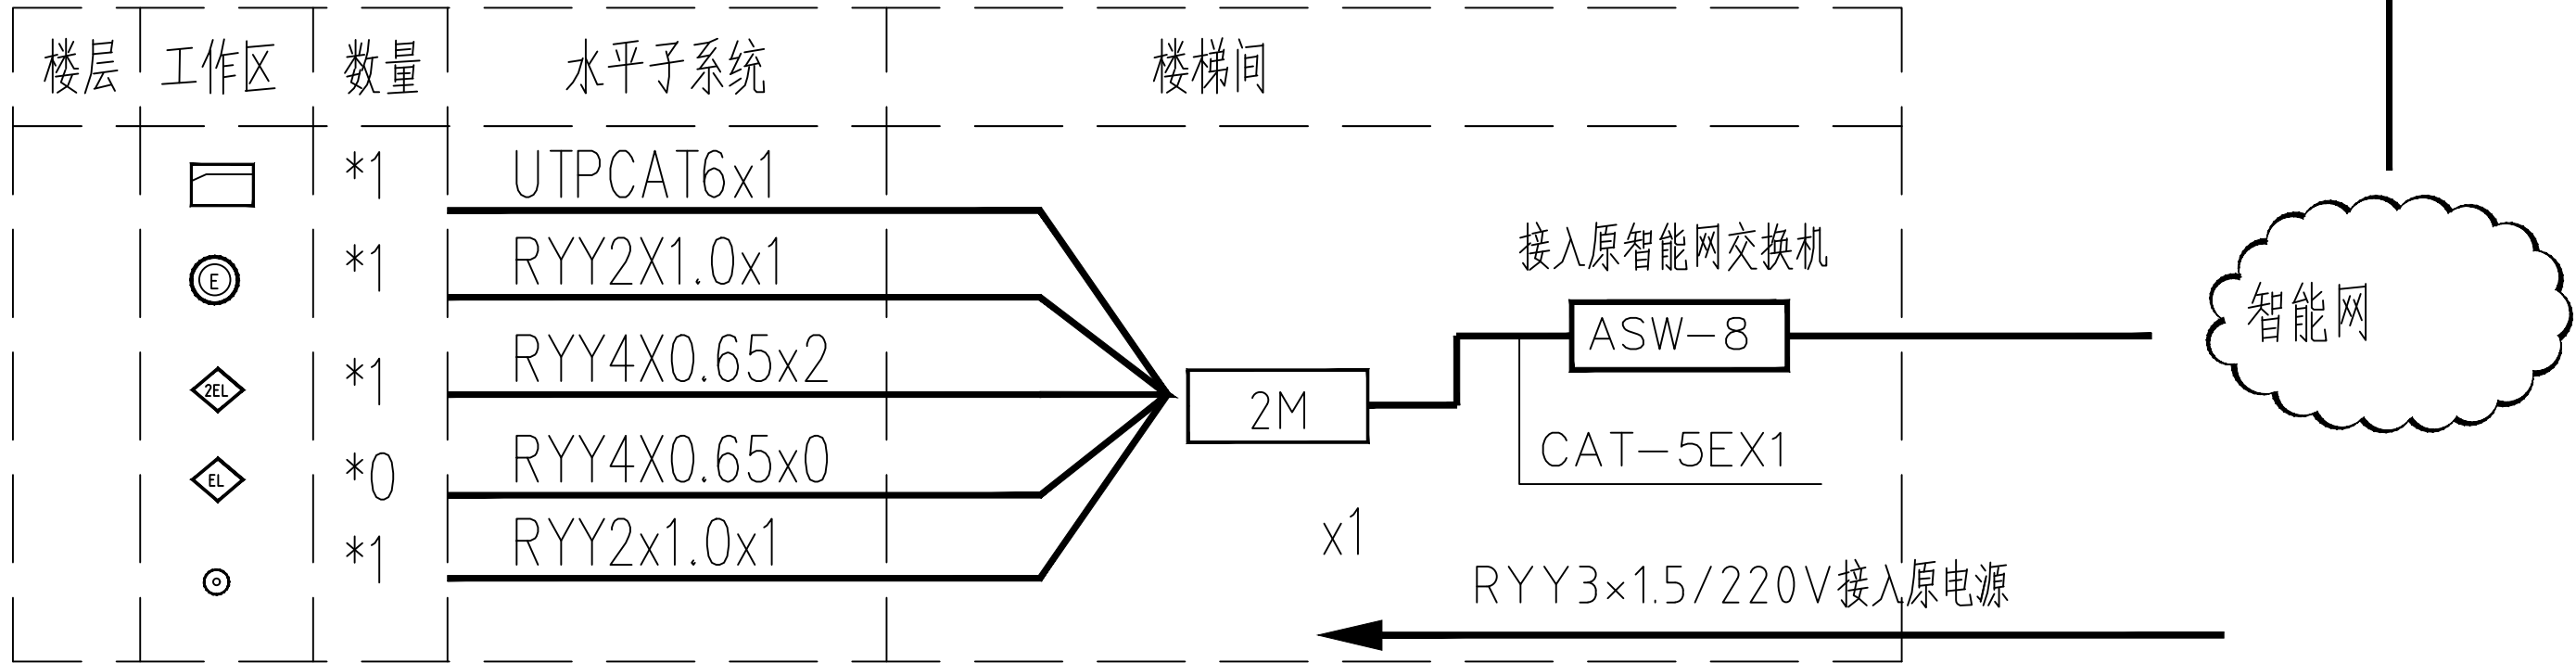 楼层 工作区 数量 水平子系统 楼梯间
*1 UTPCAT6x1
E *1 RYY2X1.0x1
接入原智能网交换机
智能网
2EL *1 RYY4X0.65x2
ASW-8
2M
CAT-5EX1
EL *0 RYY4X0.65x0
*1 RYY2x1.0x1
x1
RYY3x1.5/220V接入原电源